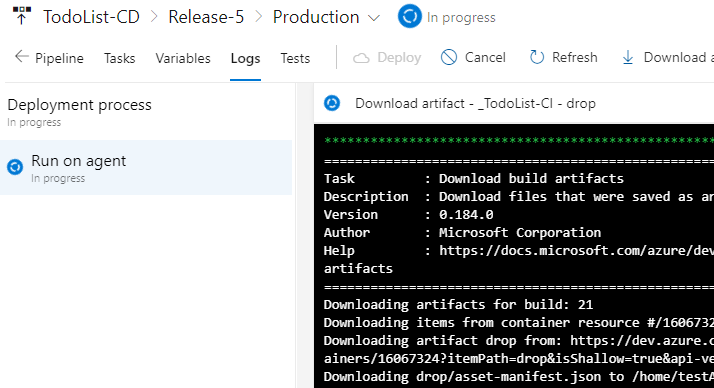 TodoList-CD > Release-5 > Production In progress
Pipeline Tasks Variables Logs Tests Deploy Cancel Refresh Download a
Deployment process
In progress
Run on agent
In progress
Download artifact - _TodoList-CI - drop
******************************************************
======================================================
Task : Download build artifacts
Description : Download files that were saved as ar
Version : 0.184.0
Author : Microsoft Corporation
Help : https://docs.microsoft.com/azure/dev
artifacts
======================================================
Downloading artifacts for build: 21
Downloading items from container resource #/1606732
Downloading artifact drop from: https://dev.azure.c
ainers/16067324?itemPath=drop&isShallow=true&api-ve
Downloading drop/asset-manifest.json to /home/testA